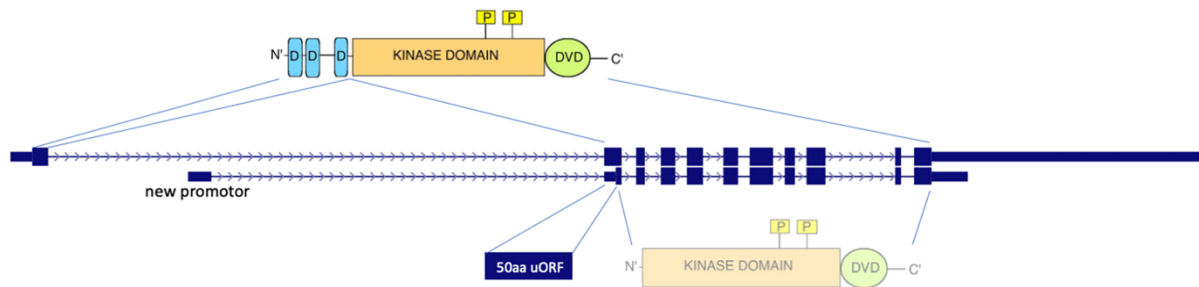 P P
N' D D D KINASE DOMAIN DVD C'
new promotor
50aa uORF
P P
N' KINASE DOMAIN DVD C'